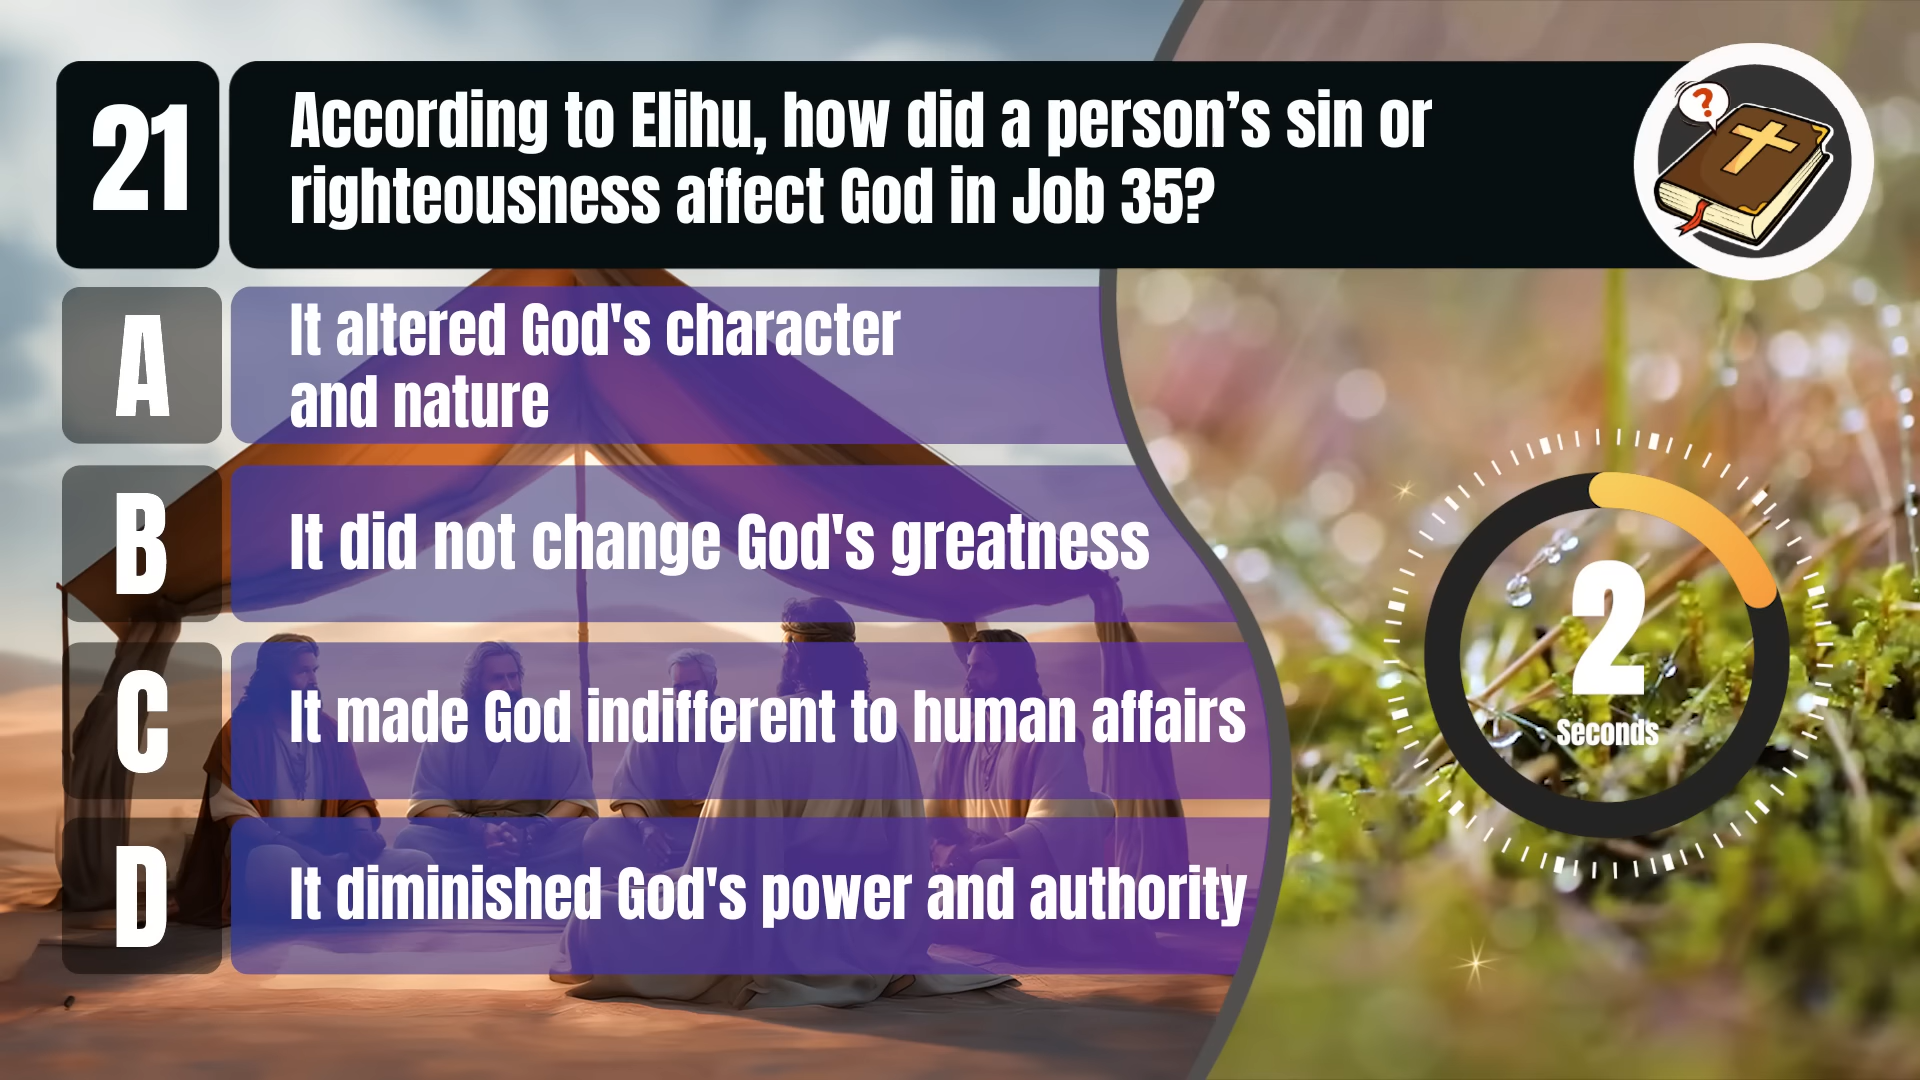 21
According to Elihu, how did a person’s sin or
righteousness affect God in Job 35?
?
A
It altered God's character
and nature
B
It did not change God's greatness
C
It made God indifferent to human affairs
D
It diminished God's power and authority
2
Seconds